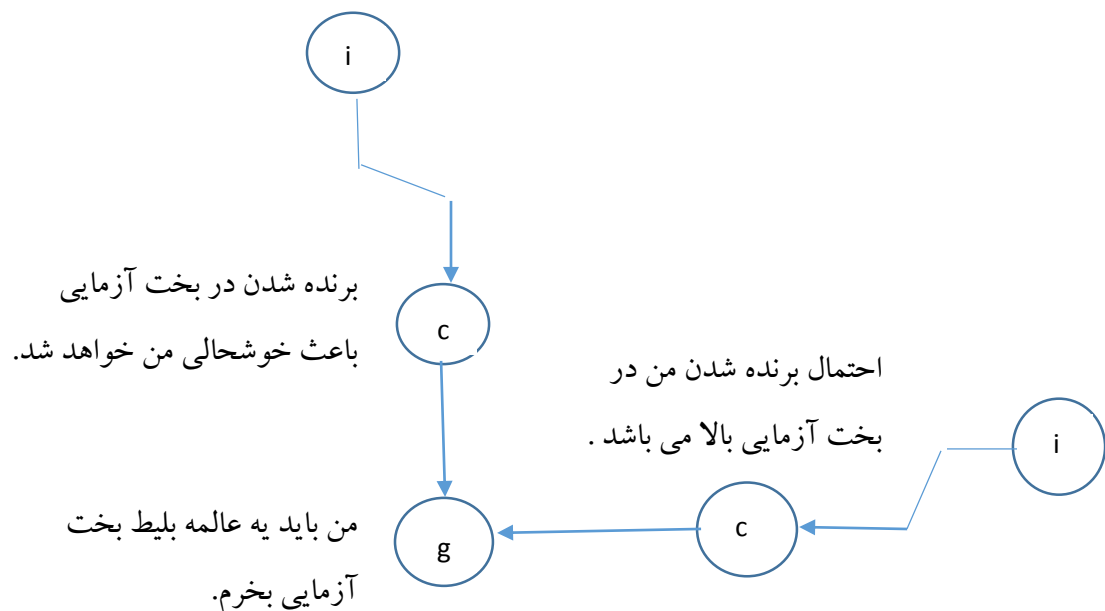 i
c
برنده شدن در بخت آزمایی
باعث خوشحالی من خواهد شد.
احتمال برنده شدن من در
بخت آزمایی بالا می باشد .
i
c
g
من باید یه عالمه بلیط بخت
آزمایی بخرم.